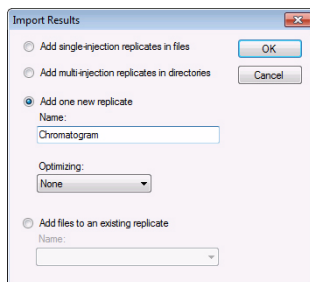 Import Results
Add single-injection replicates in files
OK
Add multi-injection replicates in directories
Cancel
Add one new replicate
Name:
Chromatogram
Optimizing:
None
Add files to an existing replicate
Name: